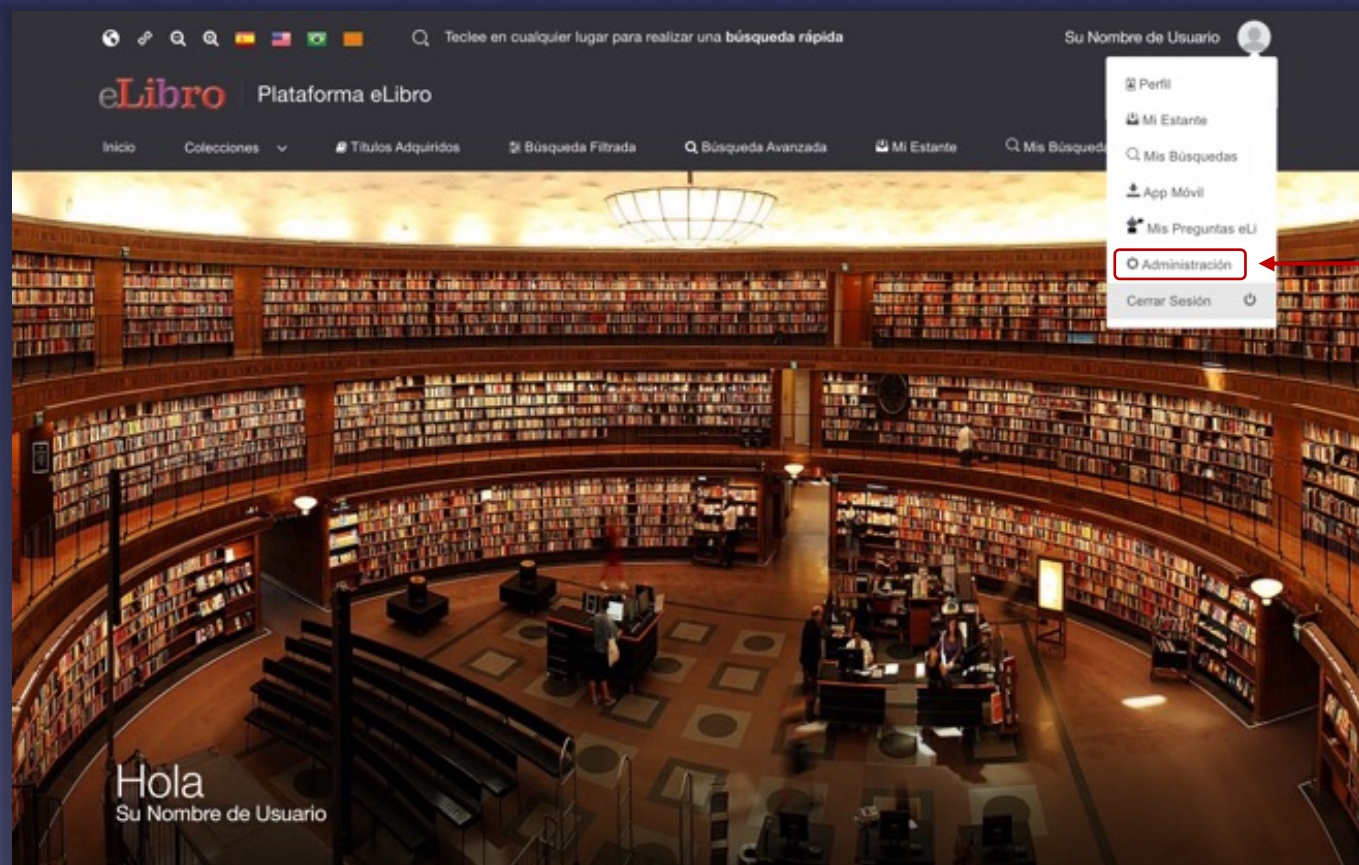 Teclee en cualquier lugar para realizar una búsqueda rápida
Su Nombre de Usuario
eLibro
Plataforma eLibro
Inicio
Colecciones
Títulos Adquiridos
Búsqueda Filtrada
Búsqueda Avanzada
Mi Estante
Mis Búsqueda
Perfil
Mi Estante
Mis Búsquedas
App Móvil
Mis Preguntas eLi
Administración
Cerrar Sesión
Hola
Su Nombre de Usuario